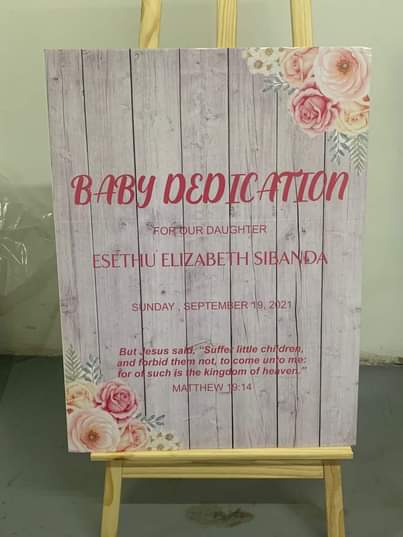 BABY DEDICATION
FOR OUR DAUGHTER
ESETHU ELIZABETH SIBANDA
SUNDAY , SEPTEMBER 19, 2021
But Jesus said, "Suffer little children,
and forbid them not, to come unto me:
for of such is the kingdom of heaven."
MATTHEW 19:14